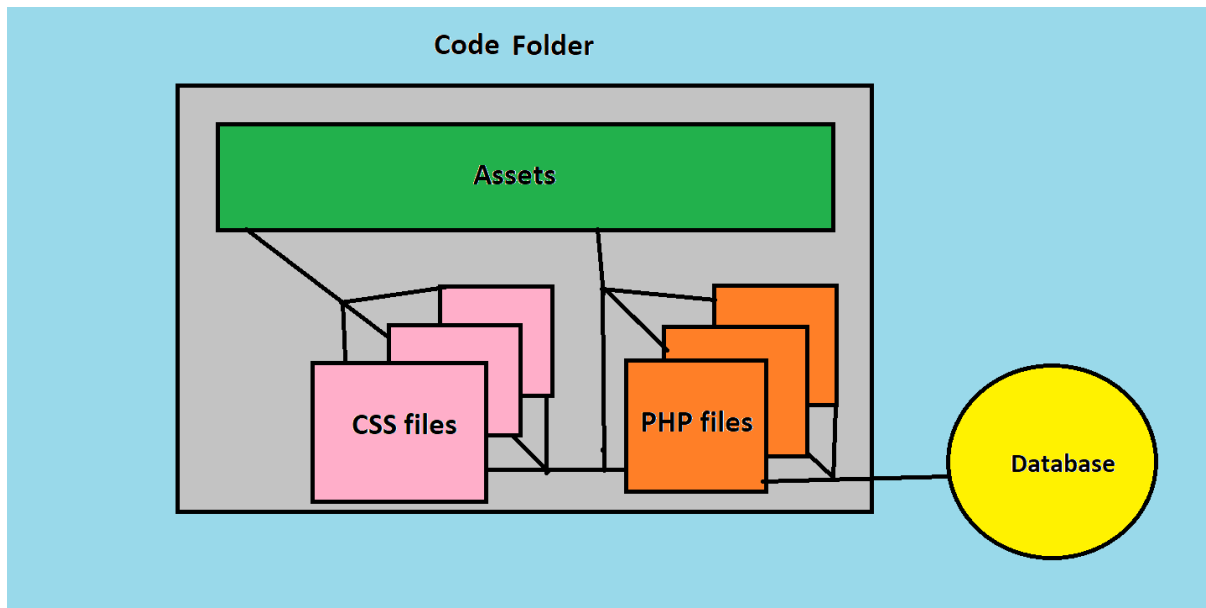 Code Folder
Assets
CSS files
PHP files
Database